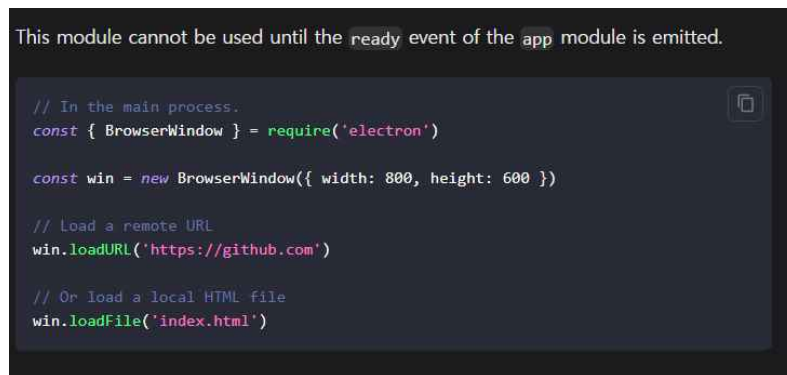 This module cannot be used until the ready event of the app module is emitted.
// In the main process.
const { BrowserWindow } = require('electron')
const win = new BrowserWindow({ width: 800, height: 600 })
// Load a remote URL
win.loadURL('https://github.com')
// Or load a local HTML file
win.loadFile('index.html')